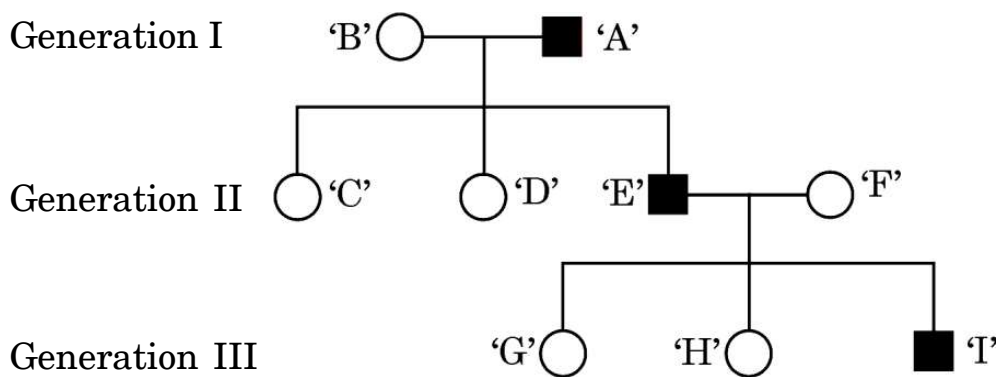 Generation I ‘B’ ‘A’
Generation II ‘C’ ‘D’ ‘E’ ‘F’
Generation III ‘G’ ‘H’ ‘I’